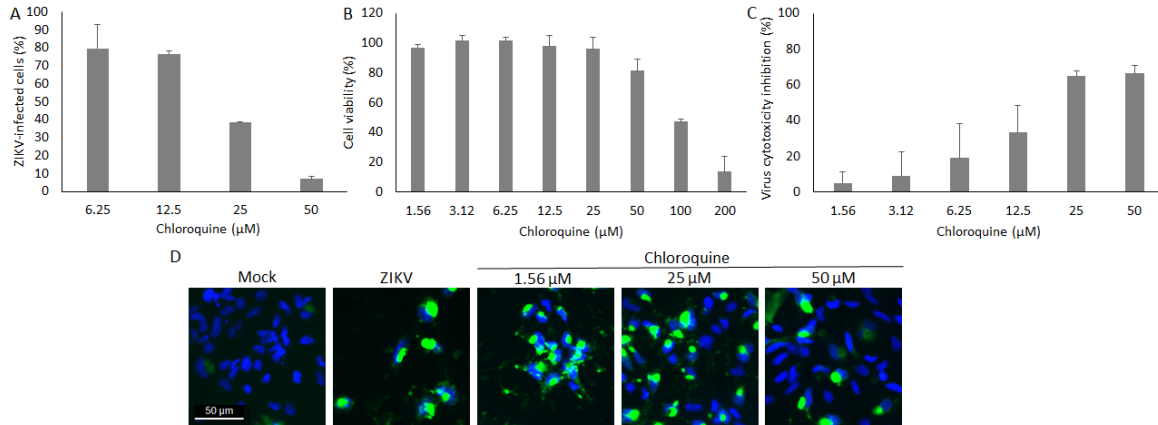 A
ZIKV-infected cells (%)
100
90
80
70
60
50
40
30
20
10
0
6.25 12.5 25 50
Chloroquine (µM)
B
Cell viability (%)
120
100
80
60
40
20
0
1.56 3.12 6.25 12.5 25 50 100 200
Chloroquine (µM)
C
Virus cytotoxicity inhibition (%)
100
80
60
40
20
0
1.56 3.12 6.25 12.5 25 50
Chloroquine (µM)
D
Chloroquine
Mock ZIKV 1.56 µM 25 µM 50 µM
50 µm